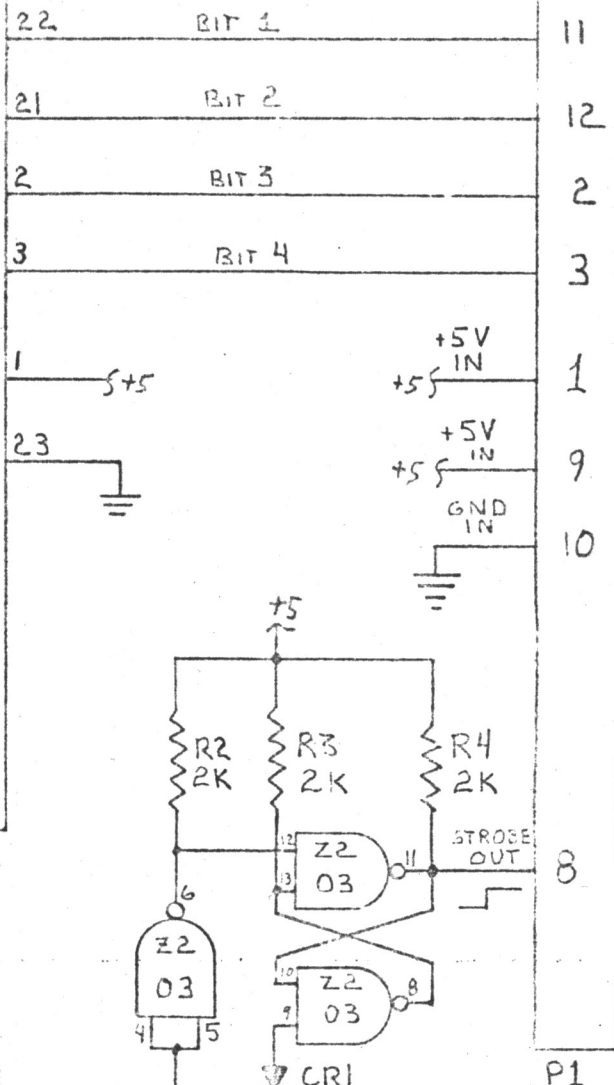 22 BIT 1 11
21 BIT 2 12
2 BIT 3 2
3 BIT 4 3
+5V
IN
1 +5 +5 1
+5V
IN
23 +5 9
GND
IN
10
+5
R2 R3 R4
2K 2K 2K
STROBE
OUT
12 Z2 11 8
13 03
6
Z2
03
4 5
10 Z2 8
9 03
CR1 P1